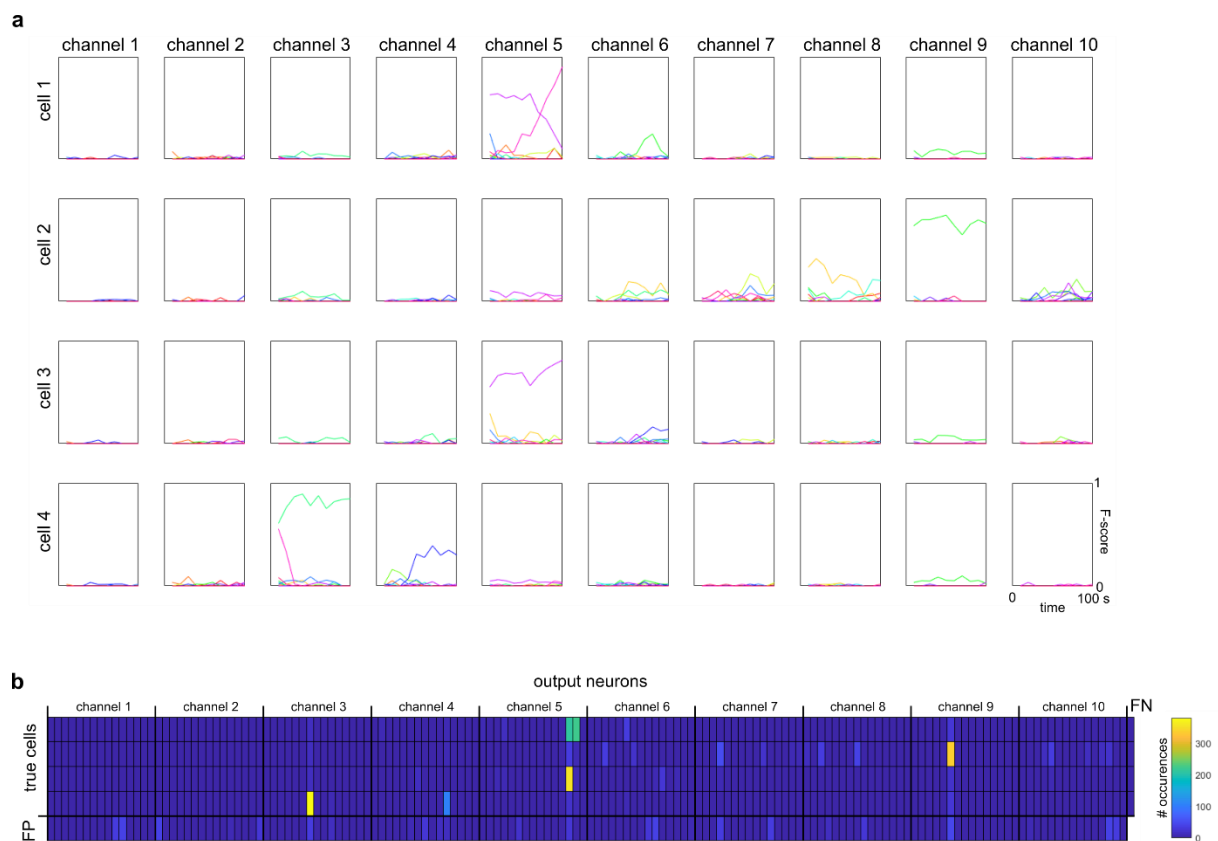 a
channel 1 channel 2 channel 3 channel 4 channel 5 channel 6 channel 7 channel 8 channel 9 channel 10
cell 1
cell 2
cell 3
cell 4
1
F-score
0
0 100 s
time
b
output neurons
channel 1 channel 2 channel 3 channel 4 channel 5 channel 6 channel 7 channel 8 channel 9 channel 10 FN
true cells
FP
300
200
100
0
# occurences